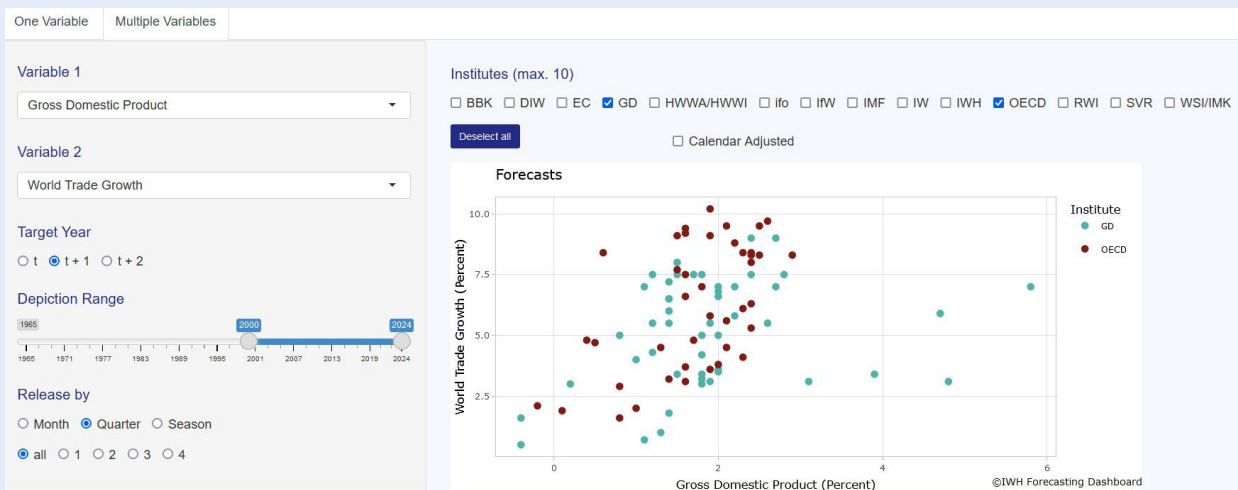 One Variable Multiple Variables
Variable 1
Gross Domestic Product
Variable 2
World Trade Growth
Target Year
t t + 1 t + 2
Depiction Range
1965 2000 2024
1965 1971 1977 1983 1989 1995 2001 2007 2013 2019 2024
Release by
Month Quarter Season
all 1 2 3 4
Institutes (max. 10)
BBK DIW EC GD HWWA/HWWI ifo IfW IMF IW IWH OECD RWI SVR WSI/IMK
Deselect all Calendar Adjusted
Forecasts
World Trade Growth (Percent)
10.0
7.5
5.0
2.5
0 2 4 6
Gross Domestic Product (Percent)
Institute
GD
OECD
©IWH Forecasting Dashboard